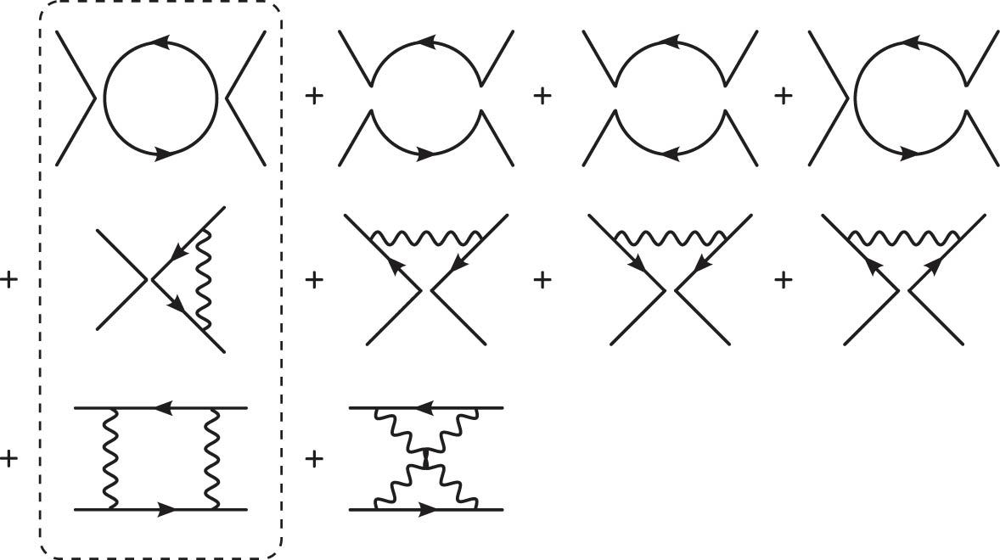 + + +
+ + + +
+ +